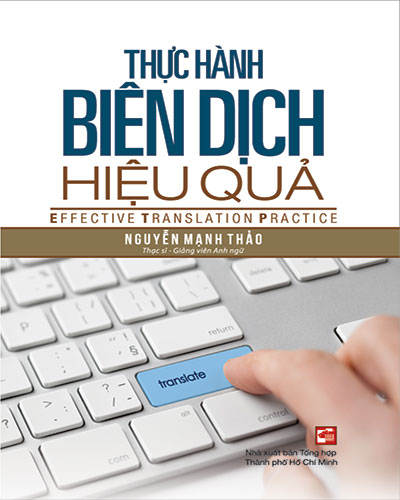 THỰC HÀNH
BIÊN DỊCH
HIỆU QUẢ
EFFECTIVE TRANSLATION PRACTICE
NGUYỄN MẠNH THẢO
Thạc sĩ - Giảng viên Anh ngữ
delete
return
translate
control
Nhà xuất bản Tổng hợp
Thành phố Hồ Chí Minh